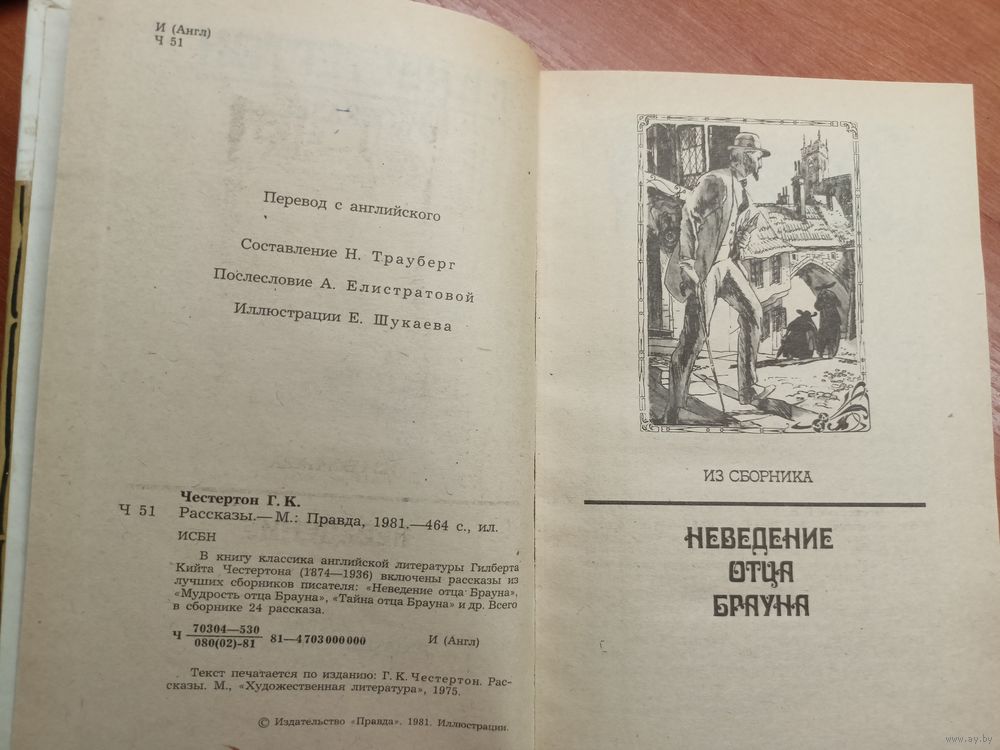 И (Англ)
Ч 51
Перевод с английского
Составление Н. Трауберг
Послесловие А. Елистратовой
Иллюстрации Е. Шукаева
Честертон Г. К.
Ч 51 Рассказы.— М.: Правда, 1981.—464 с., ил.
ИСБН
В книгу классика английской литературы Гилберта
Кийта Честертона (1874—1936) включены рассказы из
лучших сборников писателя: «Неведение отца Брауна»,
«Мудрость отца Брауна», «Тайна отца Брауна» и др. Всего
в сборнике 24 рассказа.
Ч 70304—530
080(02)-81 81—4703000000 И (Англ)
Текст печатается по изданию: Г. К. Честертон. Рас-
сказы. М., «Художественная литература», 1975.
© Издательство «Правда». 1981. Иллюстрации.
ИЗ СБОРНИКА
НЕВЕДЕНИЕ
ОТЦА
БРАУНА
www.ay.by